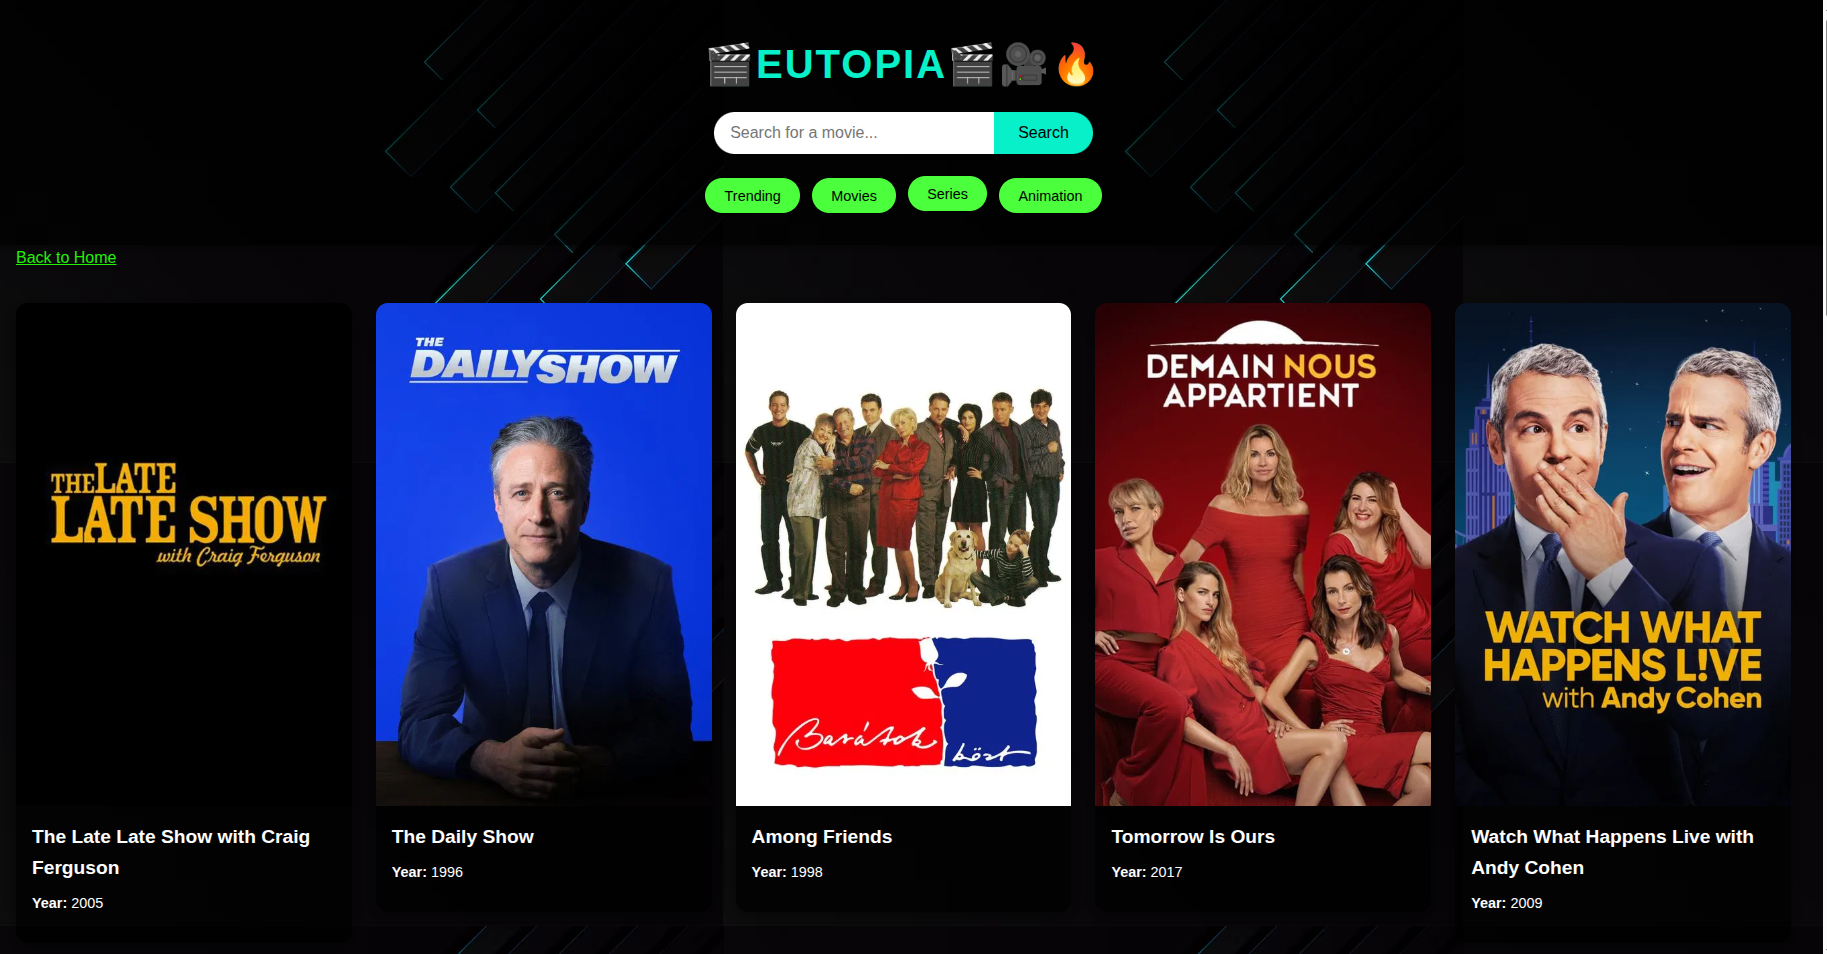 🎬EUTOPIA🎬🎥🔥
Search for a movie...
Search
Trending
Movies
Series
Animation
Back to Home
THE LATE
LATE SHOW
with Craig Ferguson
The Late Late Show with Craig
Ferguson
Year: 2005
THE
DAILY SHOW
The Daily Show
Year: 1996
Barátok
közt
Among Friends
Year: 1998
DEMAIN NOUS
APPARTIENT
Tomorrow Is Ours
Year: 2017
WATCH WHAT
HAPPENS L!VE
with Andy Cohen
Watch What Happens Live with
Andy Cohen
Year: 2009